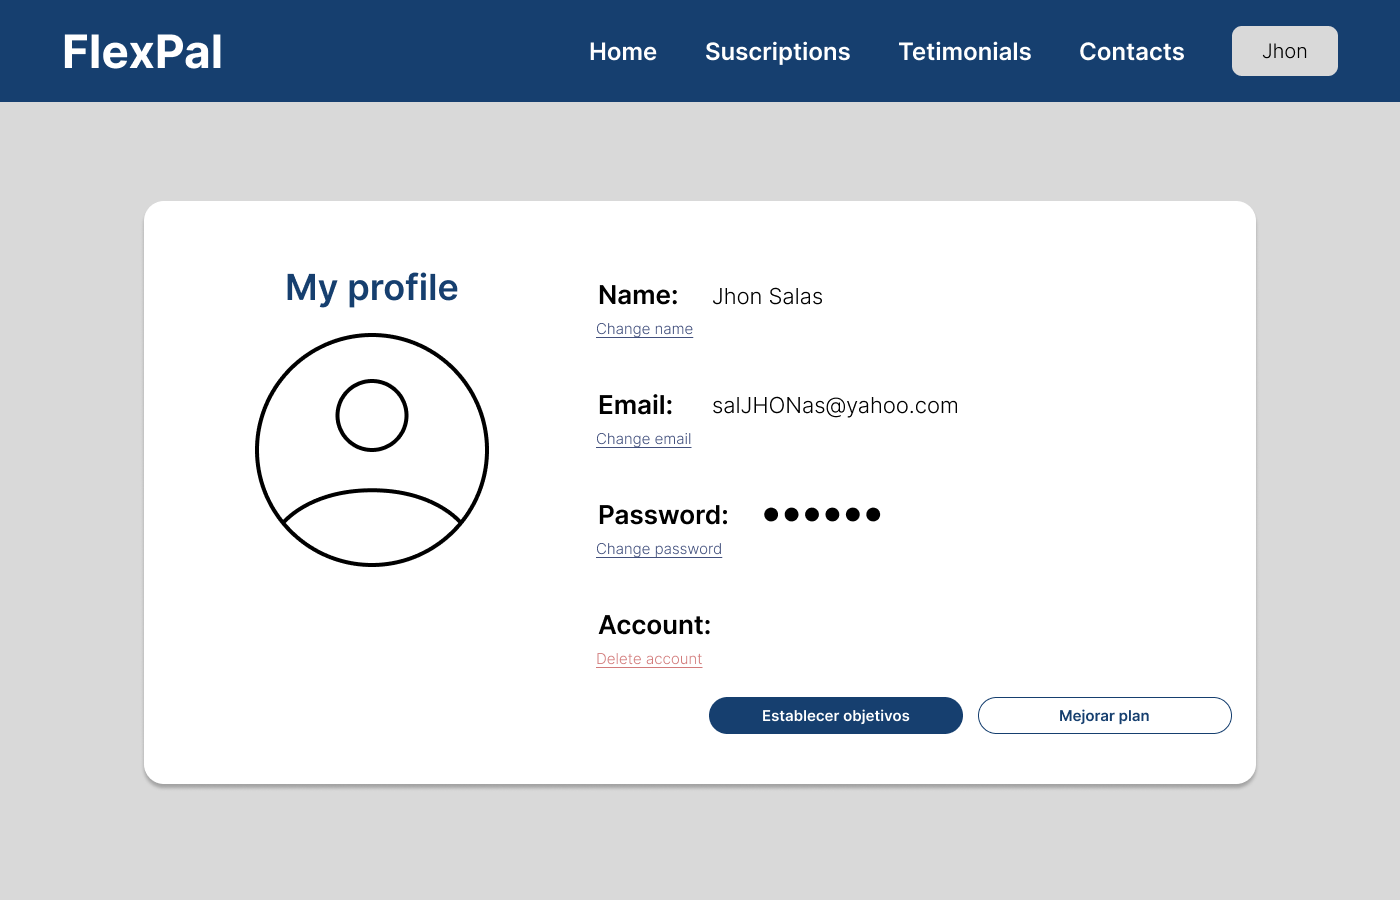 FlexPal
Home Suscriptions Tetimonials Contacts Jhon
My profile
Name: Jhon Salas
Change name
Email: salJHONas@yahoo.com
Change email
Password: ●●●●●●
Change password
Account:
Delete account
Establecer objetivos Mejorar plan